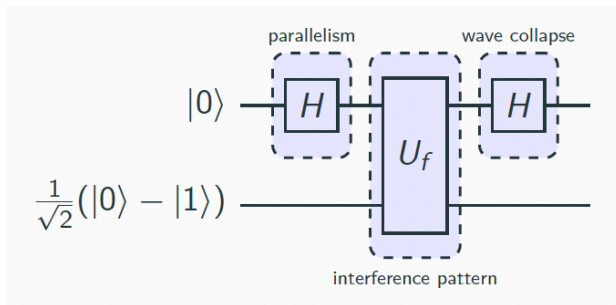 parallelism
wave collapse
|0⟩
H
H
U_f
1/√2(|0⟩ − |1⟩)
interference pattern